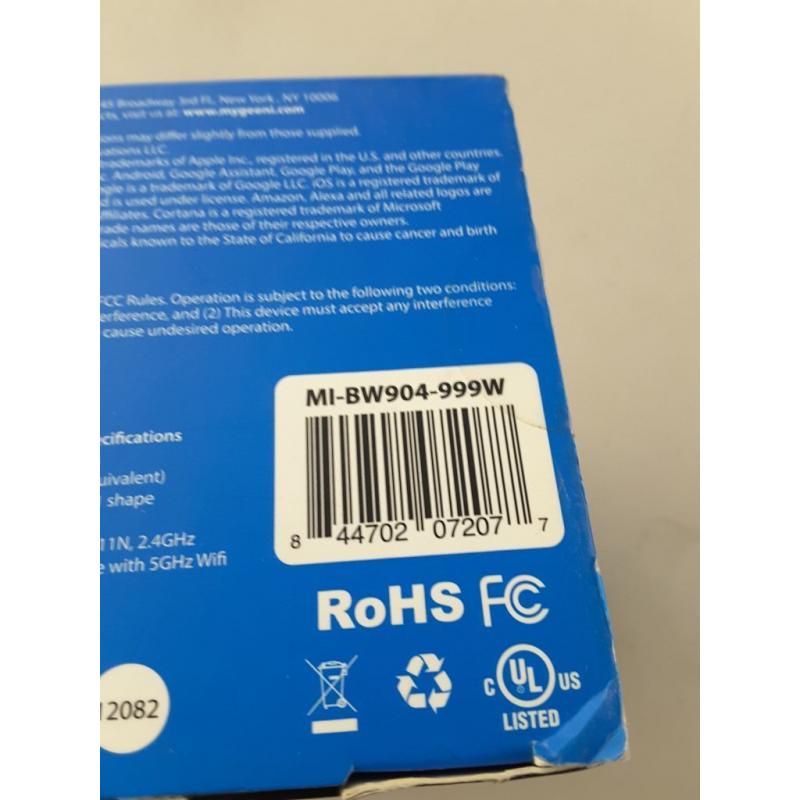 Broadway 3rd FL, New York, NY 10006
cts, visit us at: www.mygeeni.com
ons may differ slightly from those supplied.
vations LLC
trademarks of Apple Inc., registered in the U.S. and other countries.
c. Android, Google Assistant, Google Play, and the Google Play
ogle is a trademark of Google LLC. iOS is a registered trademark of
d is used under license. Amazon, Alexa and all related logos are
affiliates. Cortana is a registered trademark of Microsoft
rade names are those of their respective owners.
icals known to the State of California to cause cancer and birth
FCC Rules. Operation is subject to the following two conditions:
erference, and (2) This device must accept any interference
cause undesired operation.
MI-BW904-999W
8 44702 07207 7
ecifications
uivalent)
shape
11N, 2.4GHz
e with 5GHz Wifi
RoHS FC
C UL US
LISTED
12082